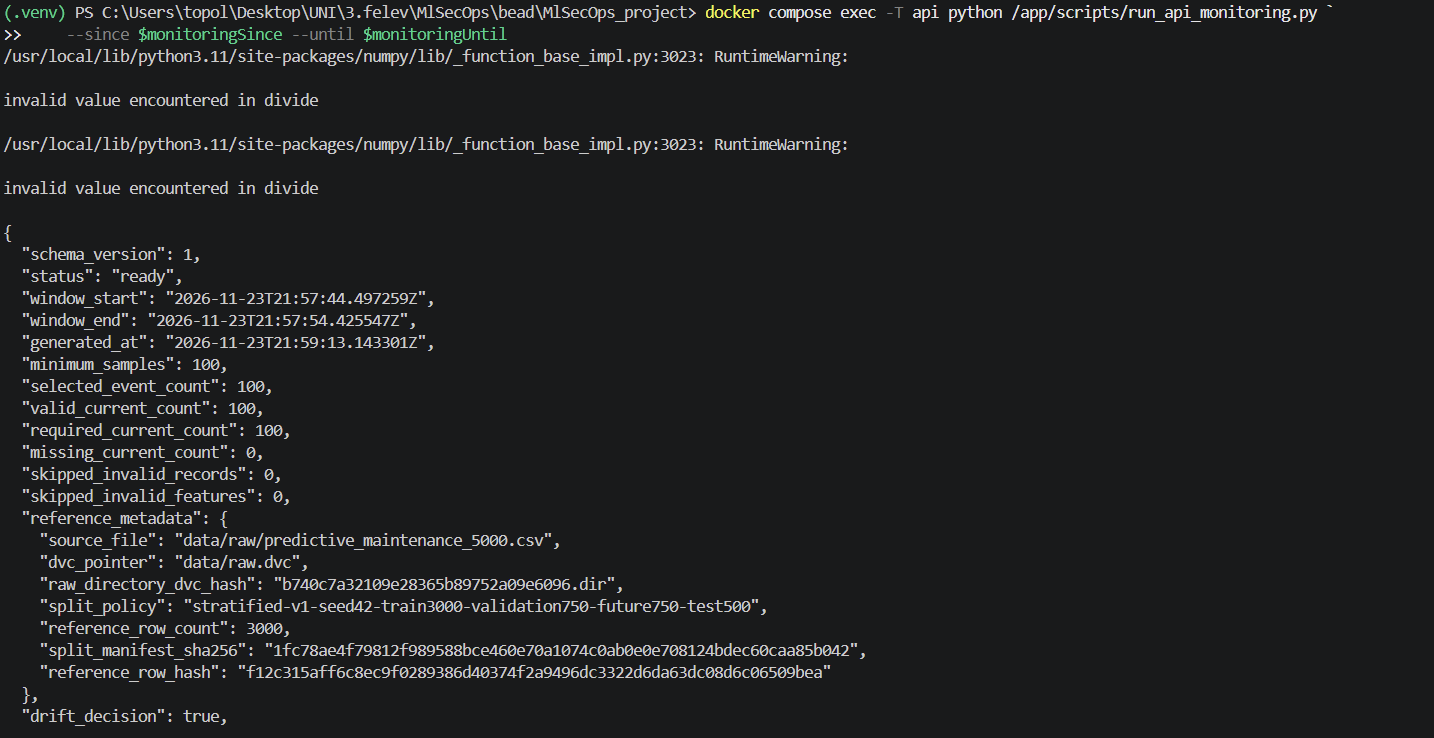 (.venv) PS C:\Users\topol\Desktop\UNI\3.felev\MlSecOps\bead\MlSecOps_project> docker compose exec -T api python /app/scripts/run_api_monitoring.py `
>>     --since $monitoringSince --until $monitoringUntil
/usr/local/lib/python3.11/site-packages/numpy/lib/_function_base_impl.py:3023: RuntimeWarning:

invalid value encountered in divide

/usr/local/lib/python3.11/site-packages/numpy/lib/_function_base_impl.py:3023: RuntimeWarning:

invalid value encountered in divide

{
  "schema_version": 1,
  "status": "ready",
  "window_start": "2026-11-23T21:57:44.497259Z",
  "window_end": "2026-11-23T21:57:54.425547Z",
  "generated_at": "2026-11-23T21:59:13.143301Z",
  "minimum_samples": 100,
  "selected_event_count": 100,
  "valid_current_count": 100,
  "required_current_count": 100,
  "missing_current_count": 0,
  "skipped_invalid_records": 0,
  "skipped_invalid_features": 0,
  "reference_metadata": {
    "source_file": "data/raw/predictive_maintenance_5000.csv",
    "dvc_pointer": "data/raw.dvc",
    "raw_directory_dvc_hash": "b740c7a32109e28365b89752a09e6096.dir",
    "split_policy": "stratified-v1-seed42-train3000-validation750-future750-test500",
    "reference_row_count": 3000,
    "split_manifest_sha256": "1fc78ae4f79812f989588bce460e70a1074c0ab0e0e708124bdec60caa85b042",
    "reference_row_hash": "f12c315aff6c8ec9f0289386d40374f2a9496dc3322d6da63dc08d6c06509bea"
  },
  "drift_decision": true,